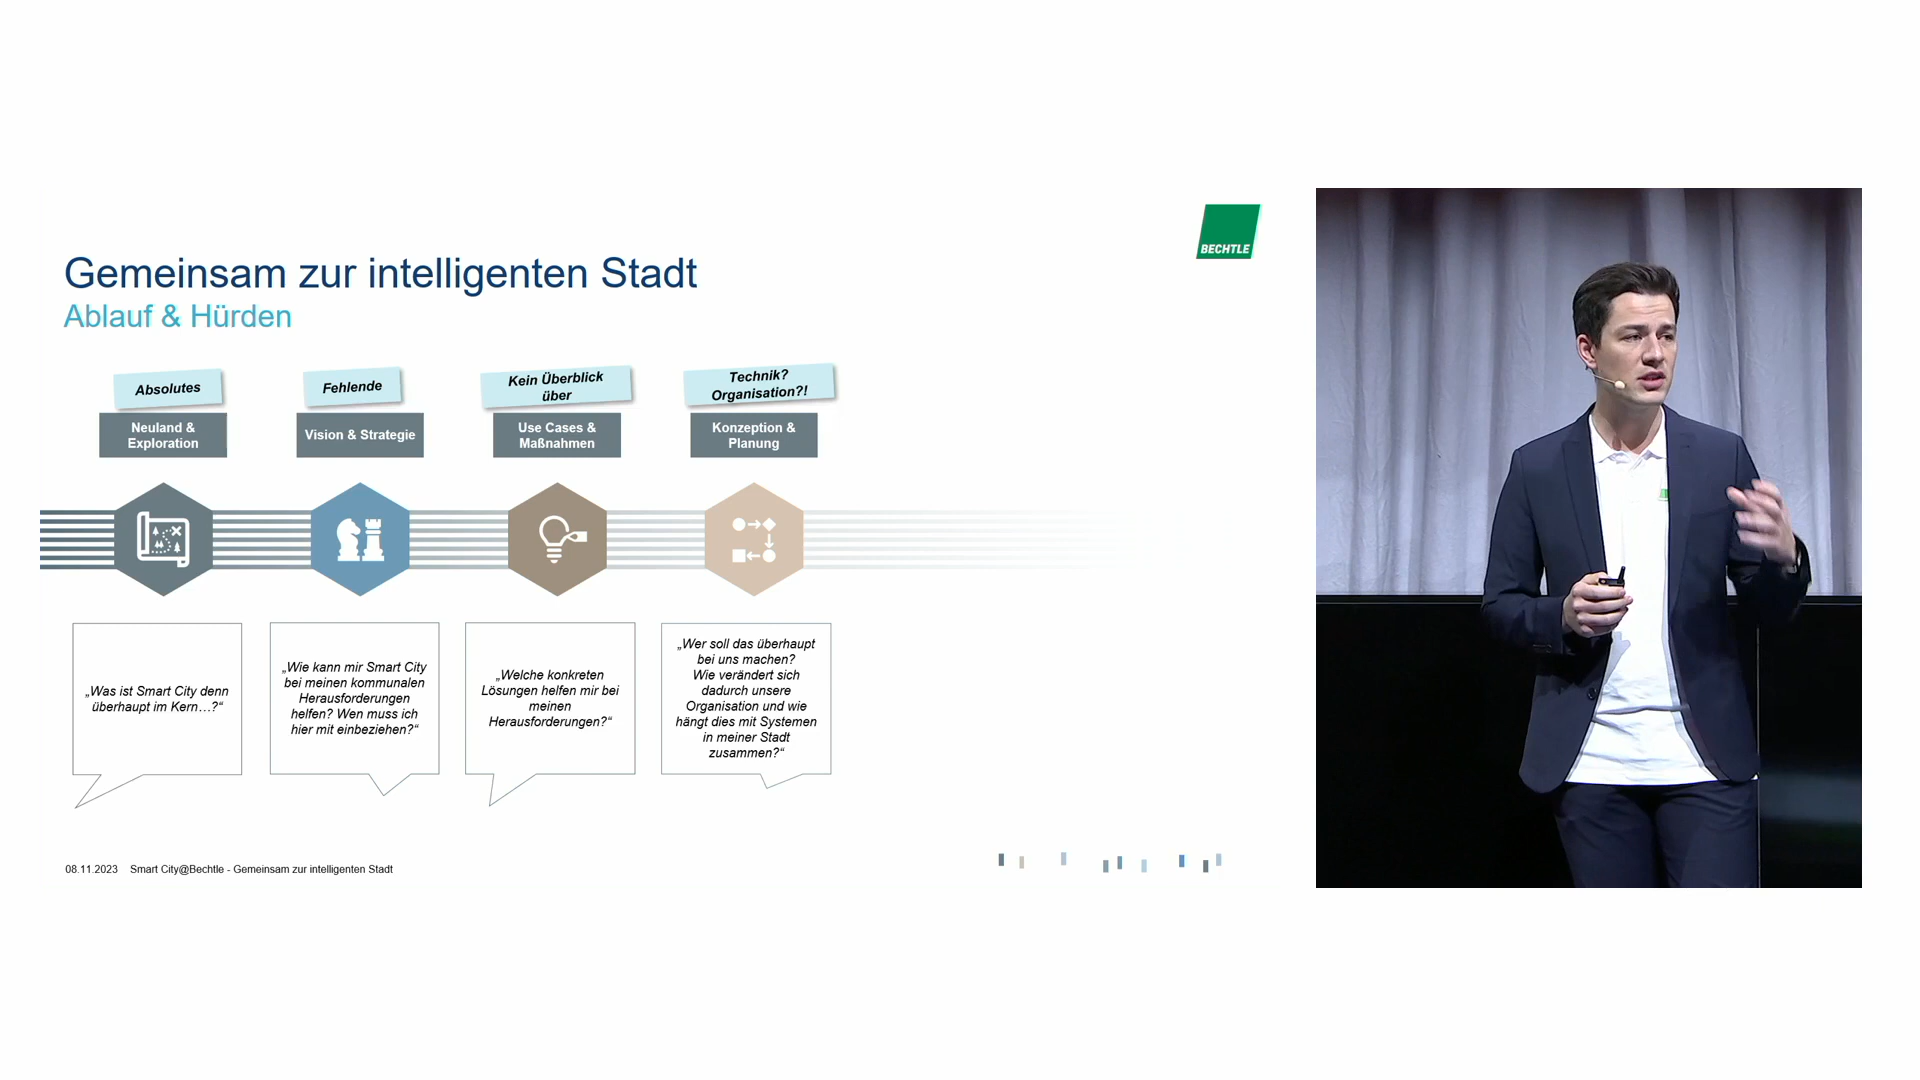 BECHTLE
Gemeinsam zur intelligenten Stadt
Ablauf & Hürden
Absolutes
Neuland &
Exploration
Fehlende
Vision & Strategie
Kein Überblick
über
Use Cases &
Maßnahmen
Technik?
Organisation?!
Konzeption &
Planung
„Was ist Smart City denn
überhaupt im Kern…?“
„Wie kann mir Smart City
bei meinen kommunalen
Herausforderungen
helfen? Wen muss ich
hier mit einbeziehen?“
„Welche konkreten
Lösungen helfen mir bei
meinen
Herausforderungen?“
„Wer soll das überhaupt
bei uns machen?
Wie verändert sich
dadurch unsere
Organisation und wie
hängt dies mit Systemen
in meiner Stadt
zusammen?“
08.11.2023 Smart City@Bechtle - Gemeinsam zur intelligenten Stadt